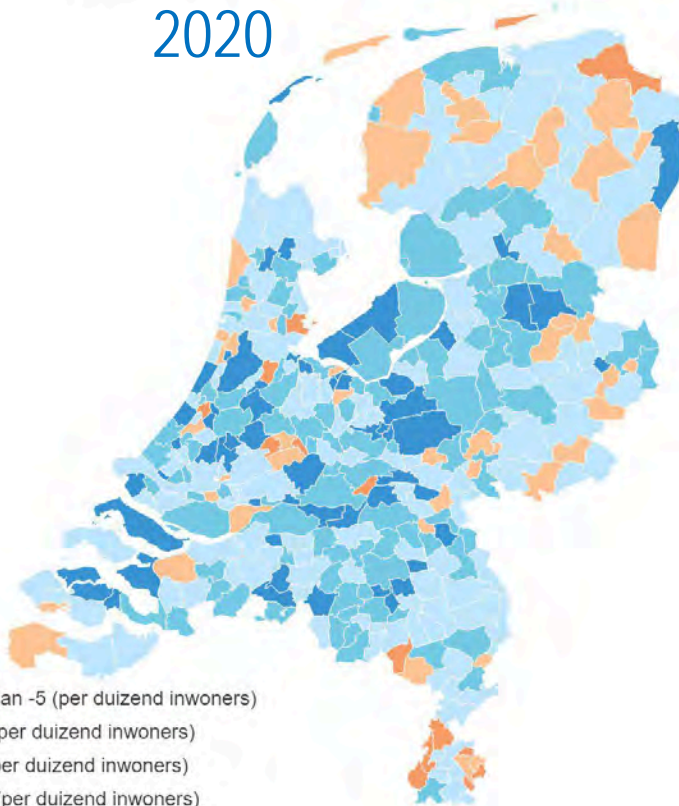 2020
an -5 (per duizend inwoners)
per duizend inwoners)
per duizend inwoners)
(per duizend inwoners)